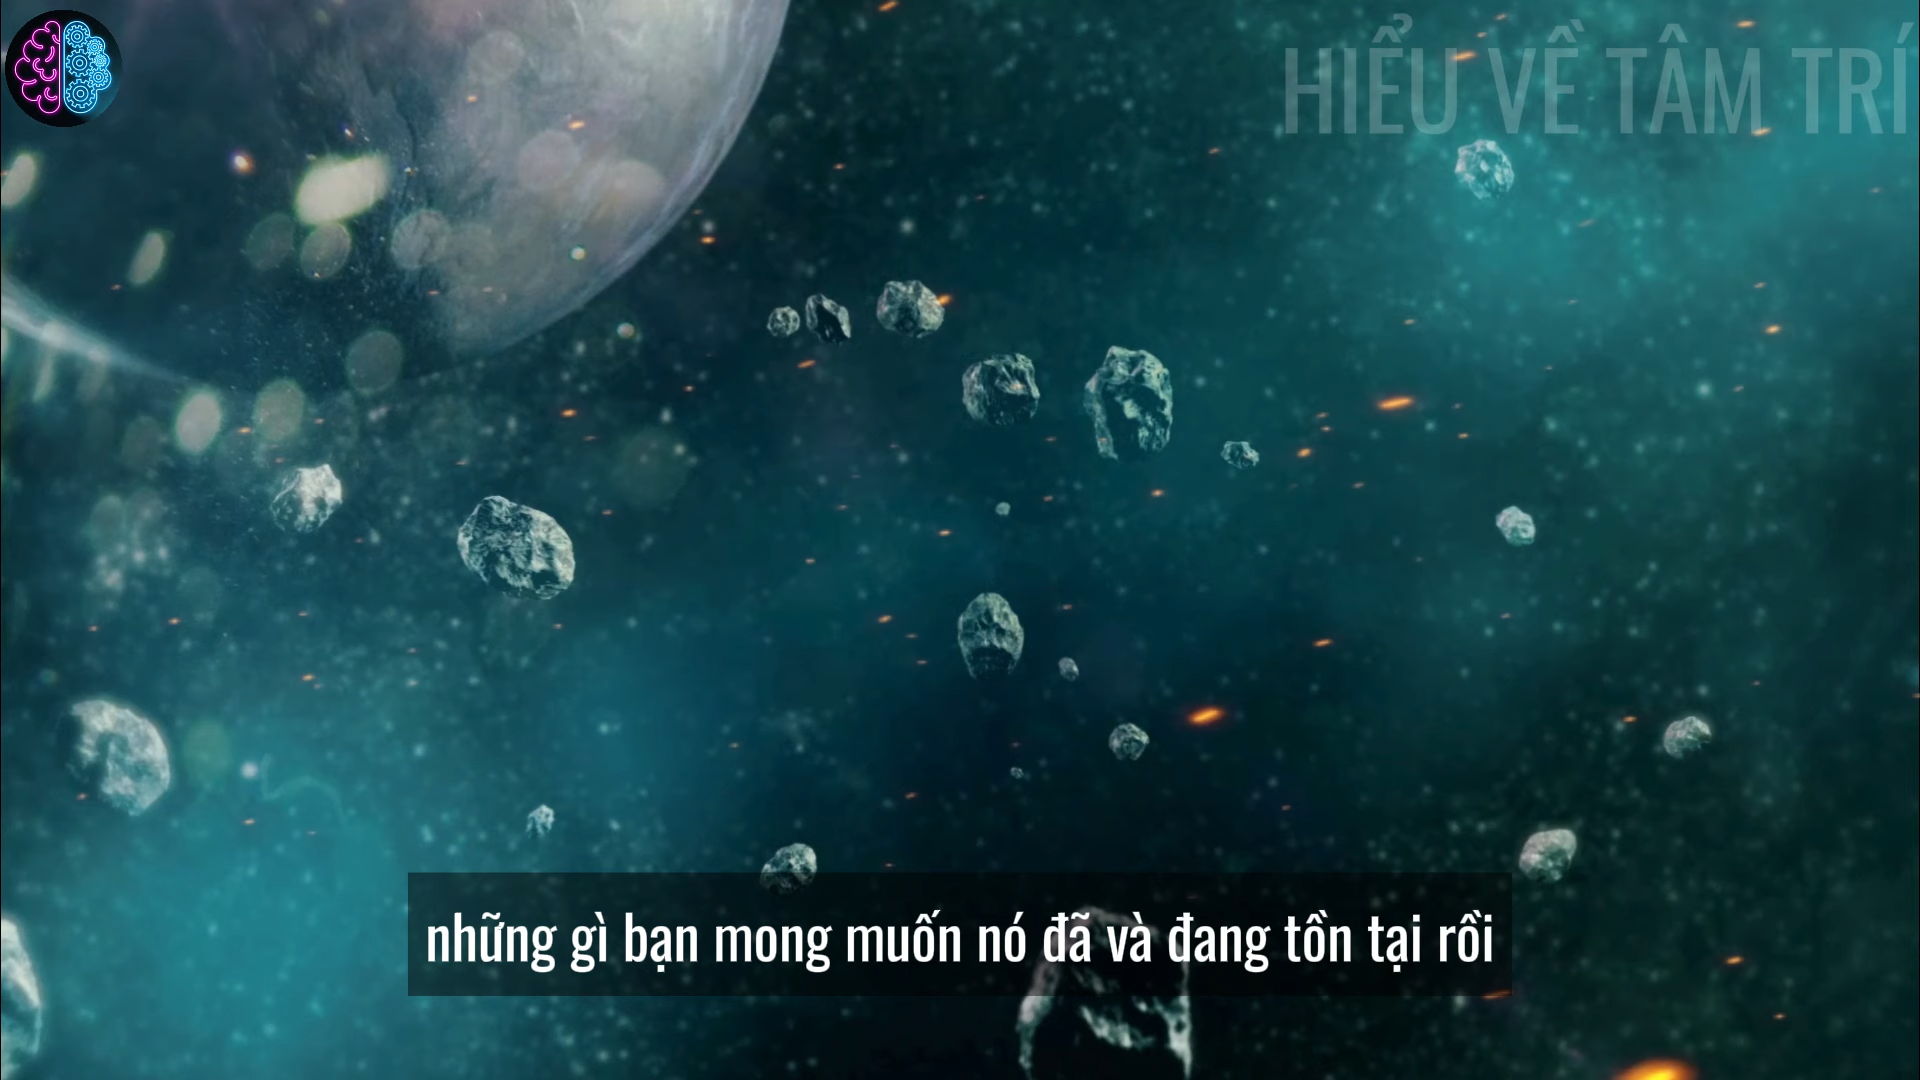 HIỂU VỀ TÂM TRÍ
những gì bạn mong muốn nó đã và đang tồn tại rồi